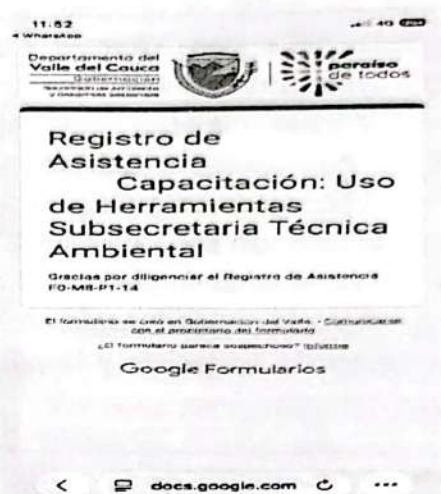 11:52
4G
WhatsApp
Departamento del
Valle del Cauca
Gobernación
paraíso
de todos
Registro de
Asistencia
Capacitación: Uso
de Herramientas
Subsecretaria Técnica
Ambiental
Gracias por diligenciar el Registro de Asistencia
F0-M8-P1-14
El formulario se creó en Gobernación del Valle. - Comunicarse
con el propietario del formulario
¿El formulario parece sospechoso? Informe
Google Formularios
docs.google.com